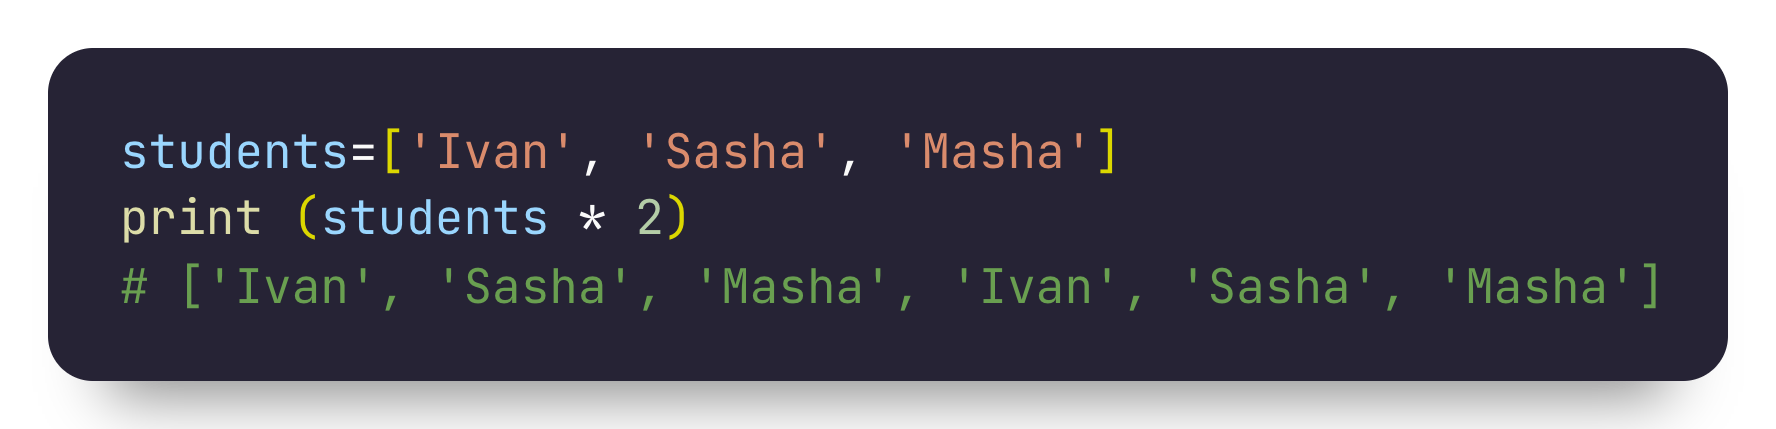 students=['Ivan', 'Sasha', 'Masha']
print (students * 2)
# ['Ivan', 'Sasha', 'Masha', 'Ivan', 'Sasha', 'Masha']